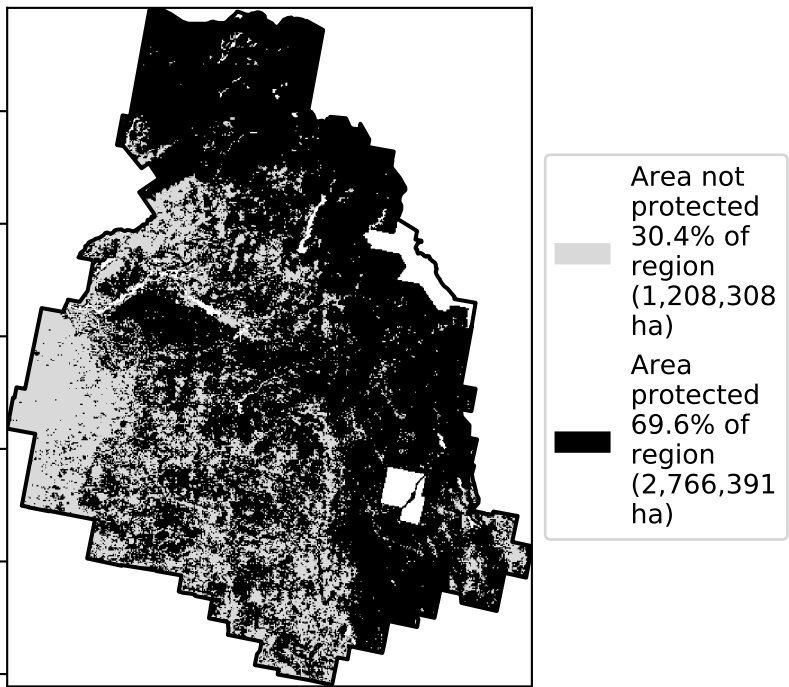 Area not
protected
30.4% of
region
(1,208,308
ha)
Area
protected
69.6% of
region
(2,766,391
ha)